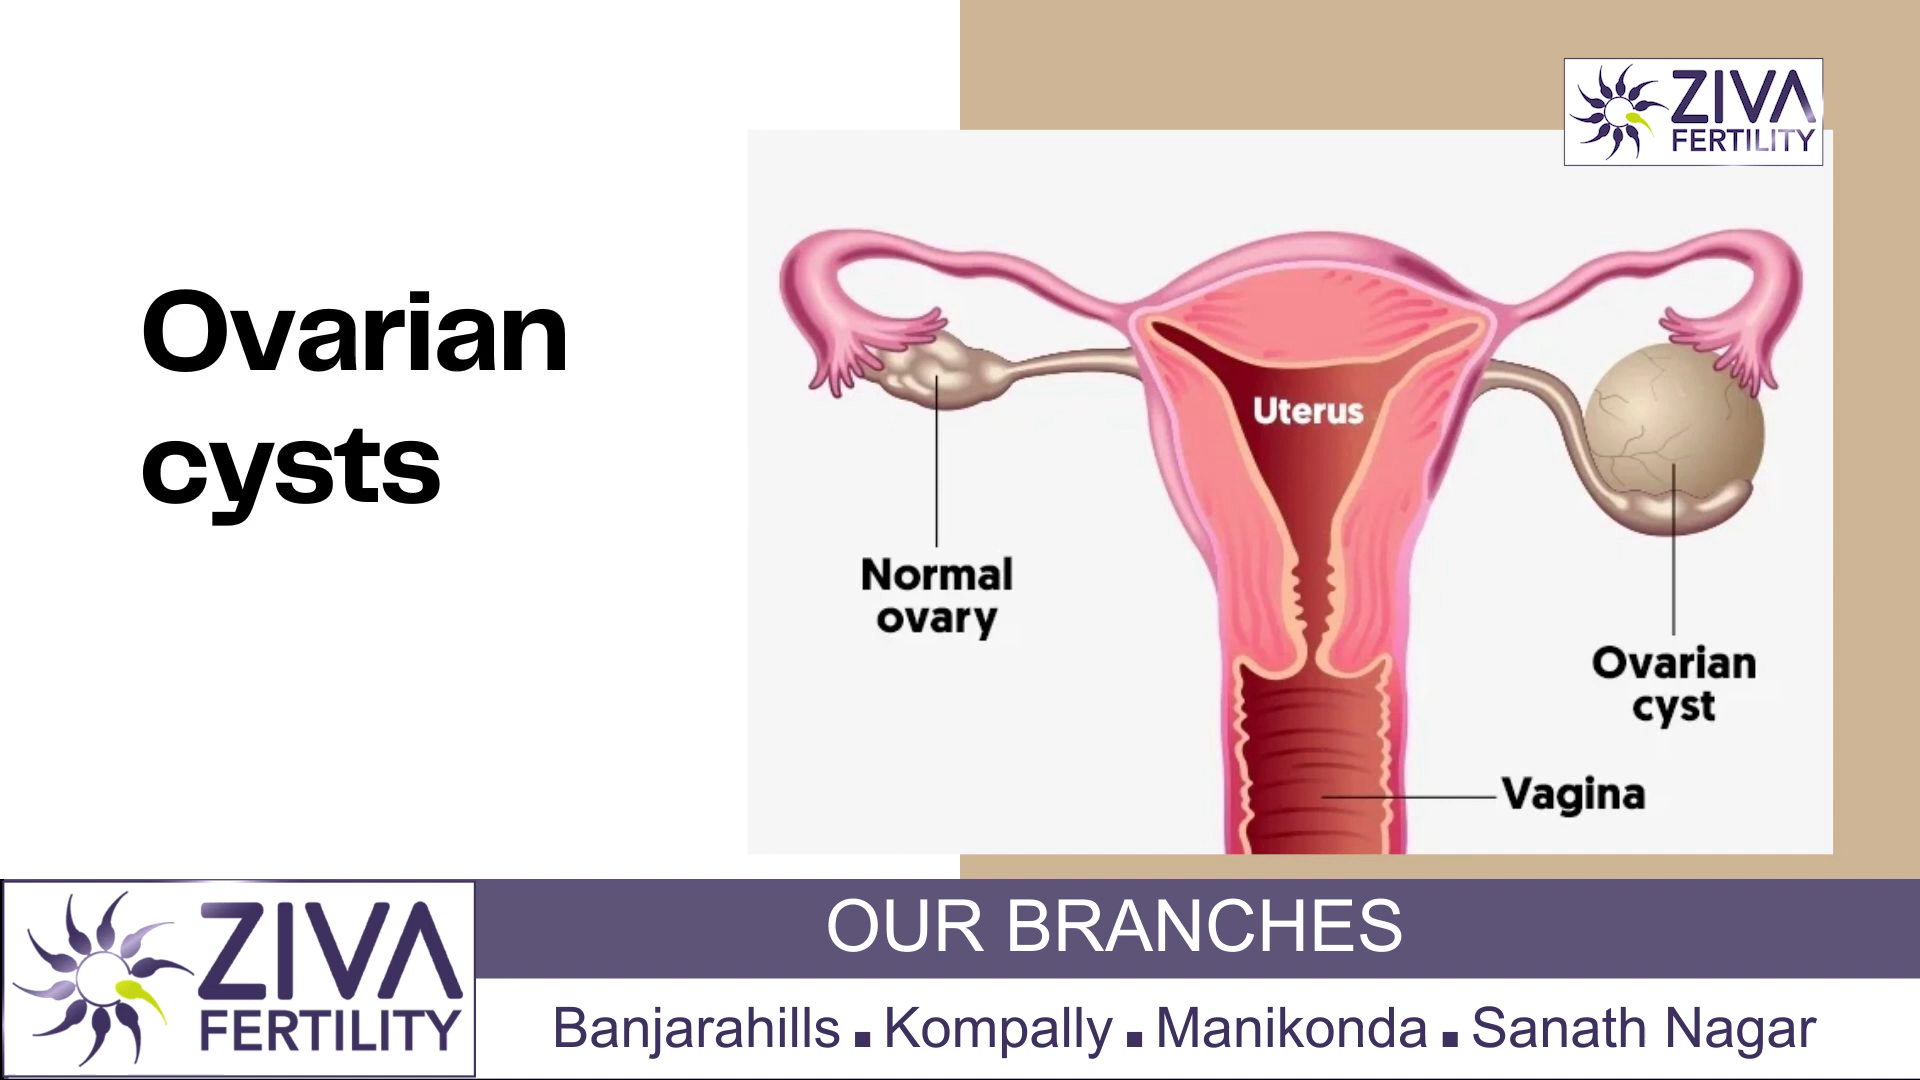 ZIVA
FERTILITY
Ovarian
cysts
Uterus
Normal
ovary
Ovarian
cyst
Vagina
ZIVA
FERTILITY
OUR BRANCHES
Banjarahills ▪ Kompally ▪ Manikonda ▪ Sanath Nagar